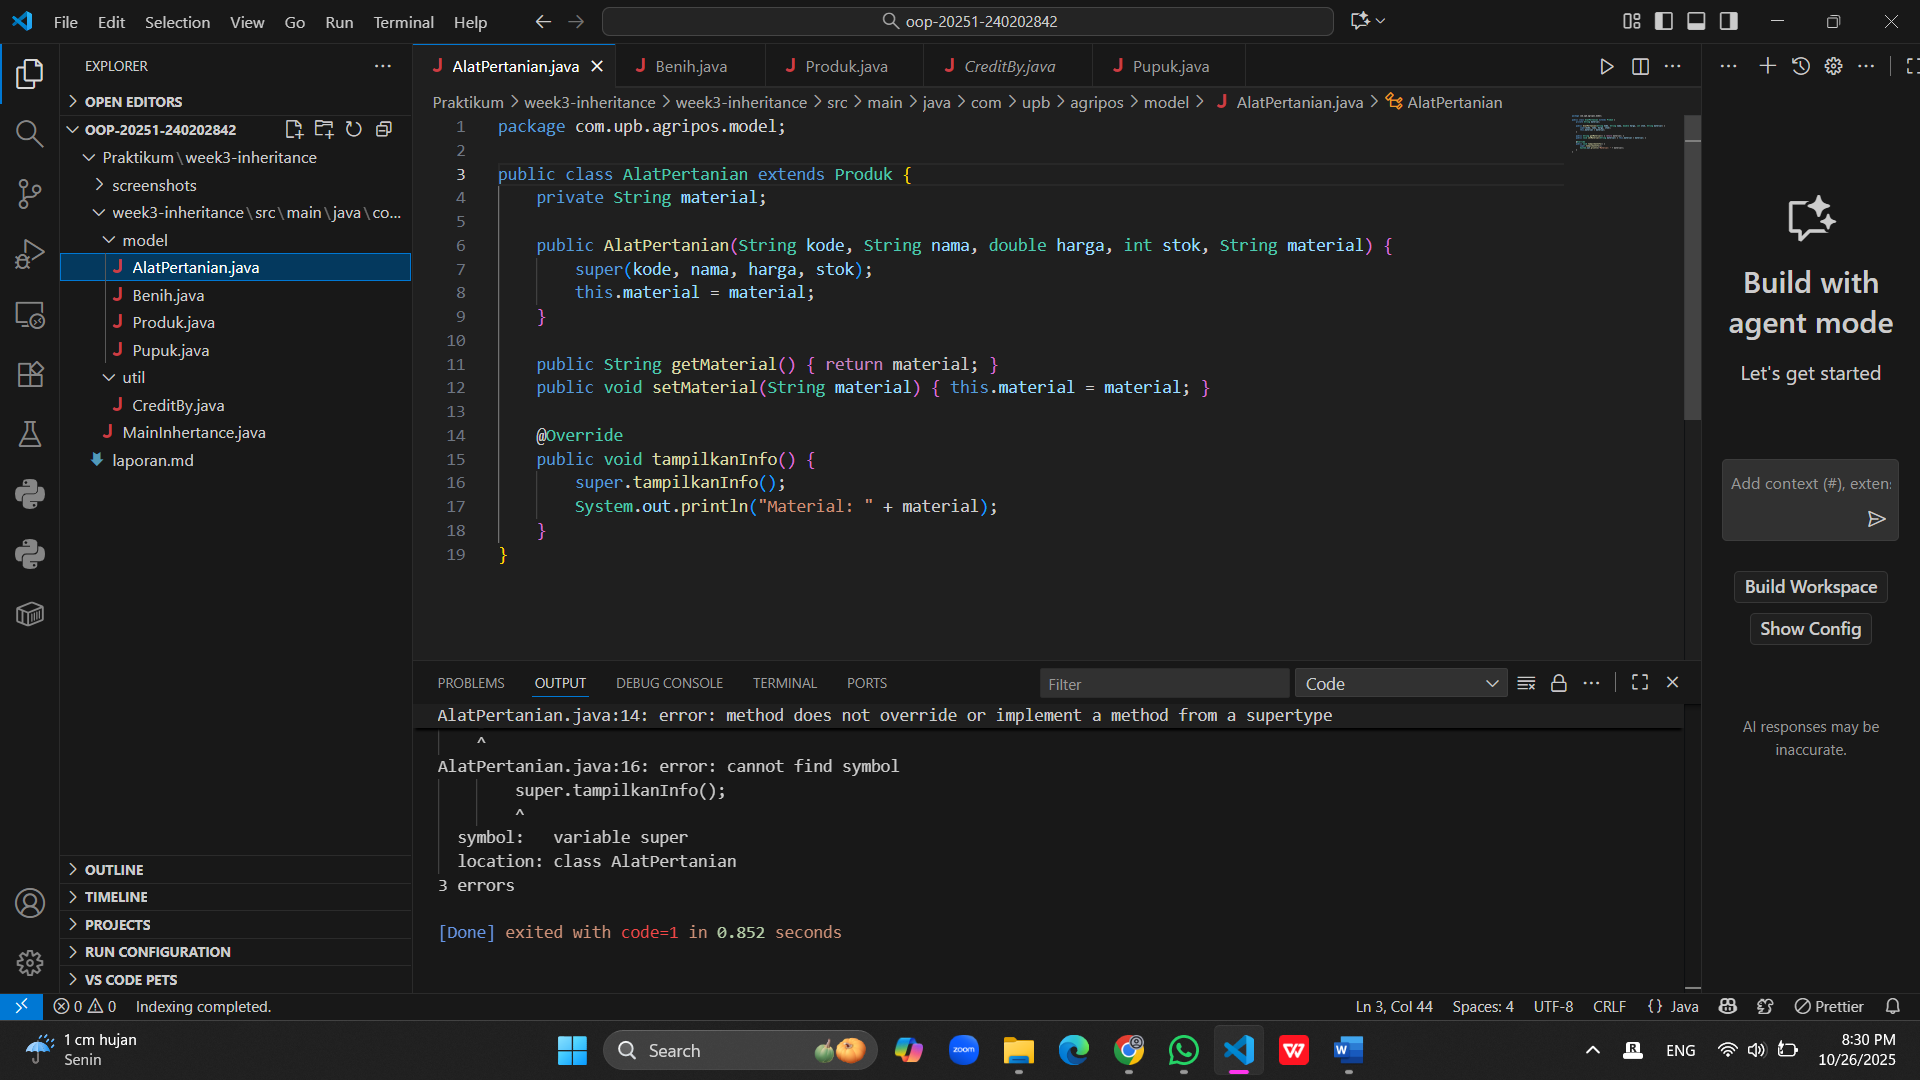 File Edit Selection View Go Run Terminal Help
oop-20251-240202842
EXPLORER
OPEN EDITORS
OOP-20251-240202842
Praktikum\week3-inheritance
screenshots
week3-inheritance\src\main\java\co...
model
AlatPertanian.java
Benih.java
Produk.java
Pupuk.java
util
CreditBy.java
MainInhertance.java
laporan.md
OUTLINE
TIMELINE
PROJECTS
RUN CONFIGURATION
VS CODE PETS
AlatPertanian.java Benih.java Produk.java CreditBy.java Pupuk.java
Praktikum > week3-inheritance > week3-inheritance > src > main > java > com > upb > agripos > model > AlatPertanian.java > AlatPertanian
1 package com.upb.agripos.model;
2
3 public class AlatPertanian extends Produk {
4 private String material;
5
6 public AlatPertanian(String kode, String nama, double harga, int stok, String material) {
7 super(kode, nama, harga, stok);
8 this.material = material;
9 }
10
11 public String getMaterial() { return material; }
12 public void setMaterial(String material) { this.material = material; }
13
14 @Override
15 public void tampilkanInfo() {
16 super.tampilkanInfo();
17 System.out.println("Material: " + material);
18 }
19 }
PROBLEMS OUTPUT DEBUG CONSOLE TERMINAL PORTS
Filter
Code
AlatPertanian.java:14: error: method does not override or implement a method from a supertype
^
AlatPertanian.java:16: error: cannot find symbol
super.tampilkanInfo();
^
symbol: variable super
location: class AlatPertanian
3 errors
[Done] exited with code=1 in 0.852 seconds
Build with
agent mode
Let's get started
Add context (#), exten
Build Workspace
Show Config
AI responses may be
inaccurate.
0 0 Indexing completed.
Ln 3, Col 44 Spaces: 4 UTF-8 CRLF {} Java Prettier
1 cm hujan
Senin
Search
zoom
ENG
8:30 PM
10/26/2025